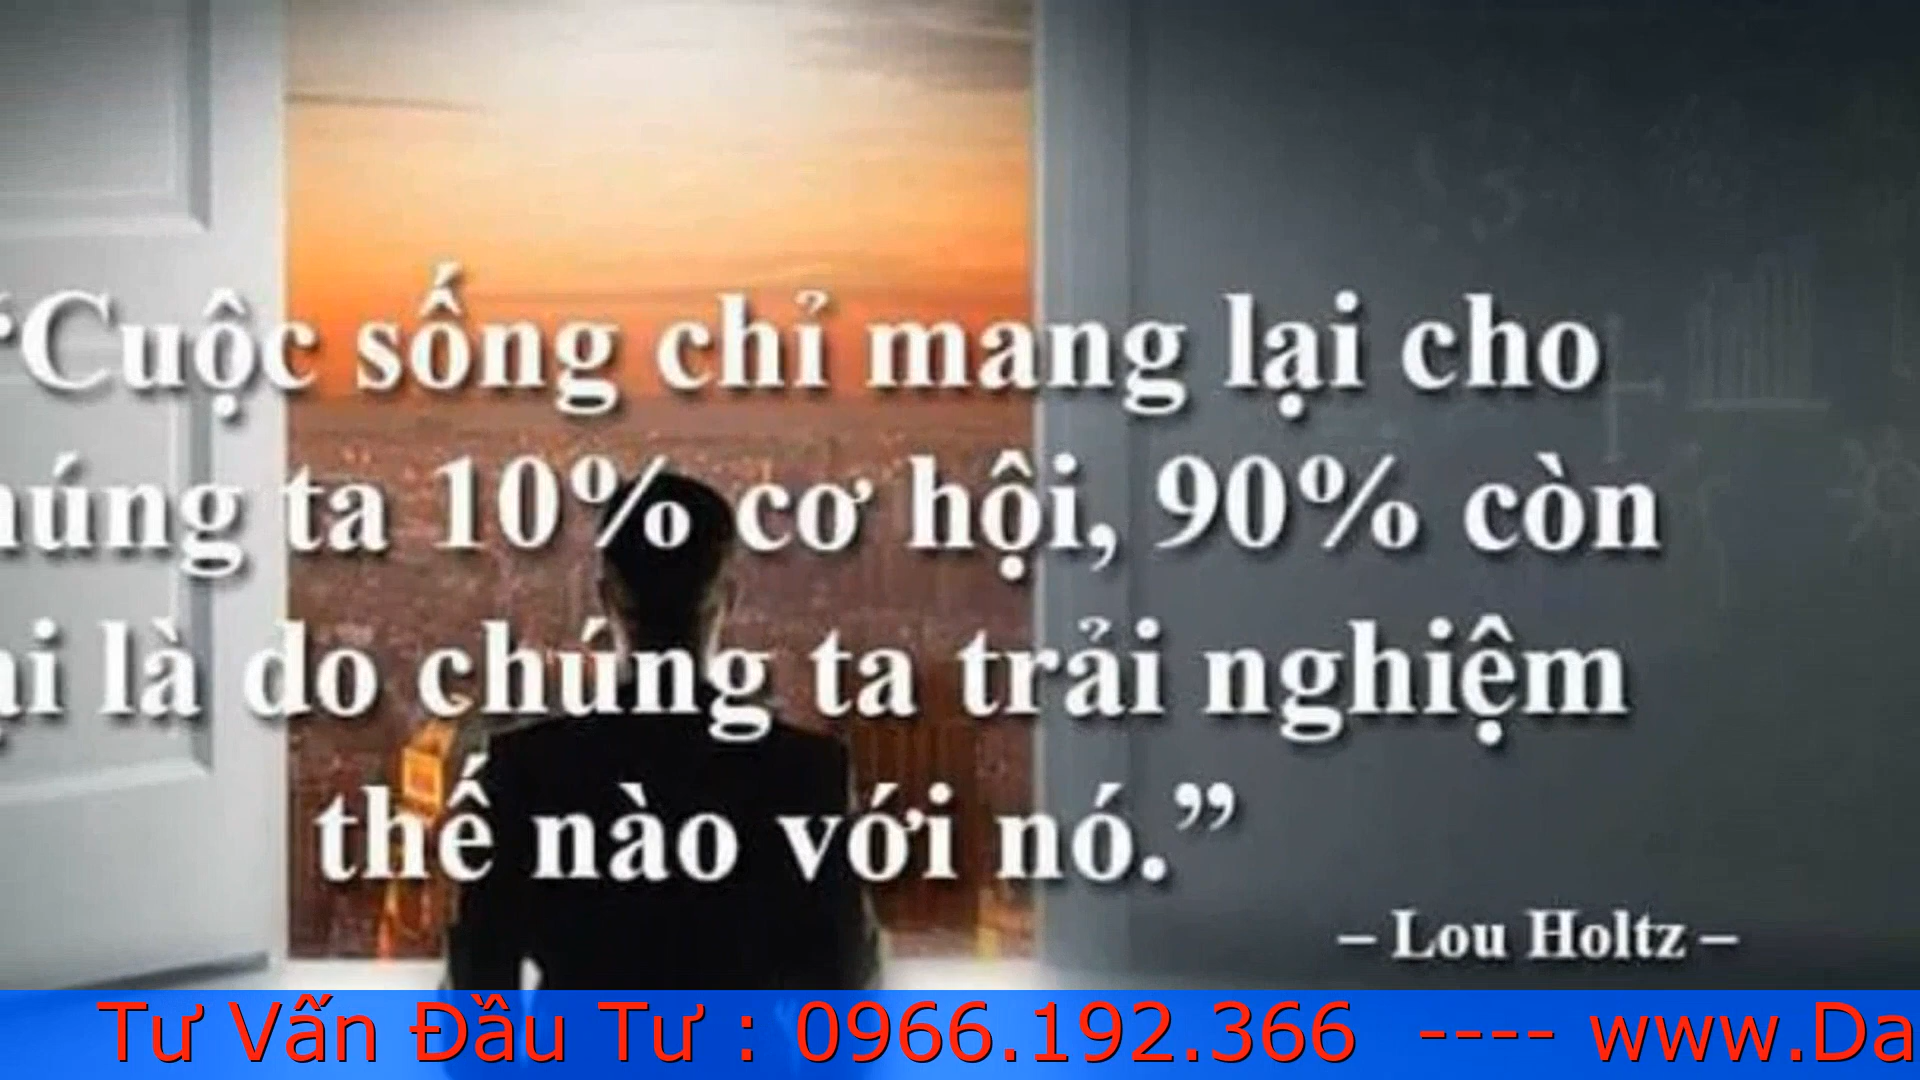 “Cuộc sống chỉ mang lại cho
ta 10% cơ hội, 90% còn
là do chúng ta trải nghiệm
thế nào với nó.”
– Lou Holtz –
Tư Vấn Đầu Tư : 0966.192.366 ---- www.Da